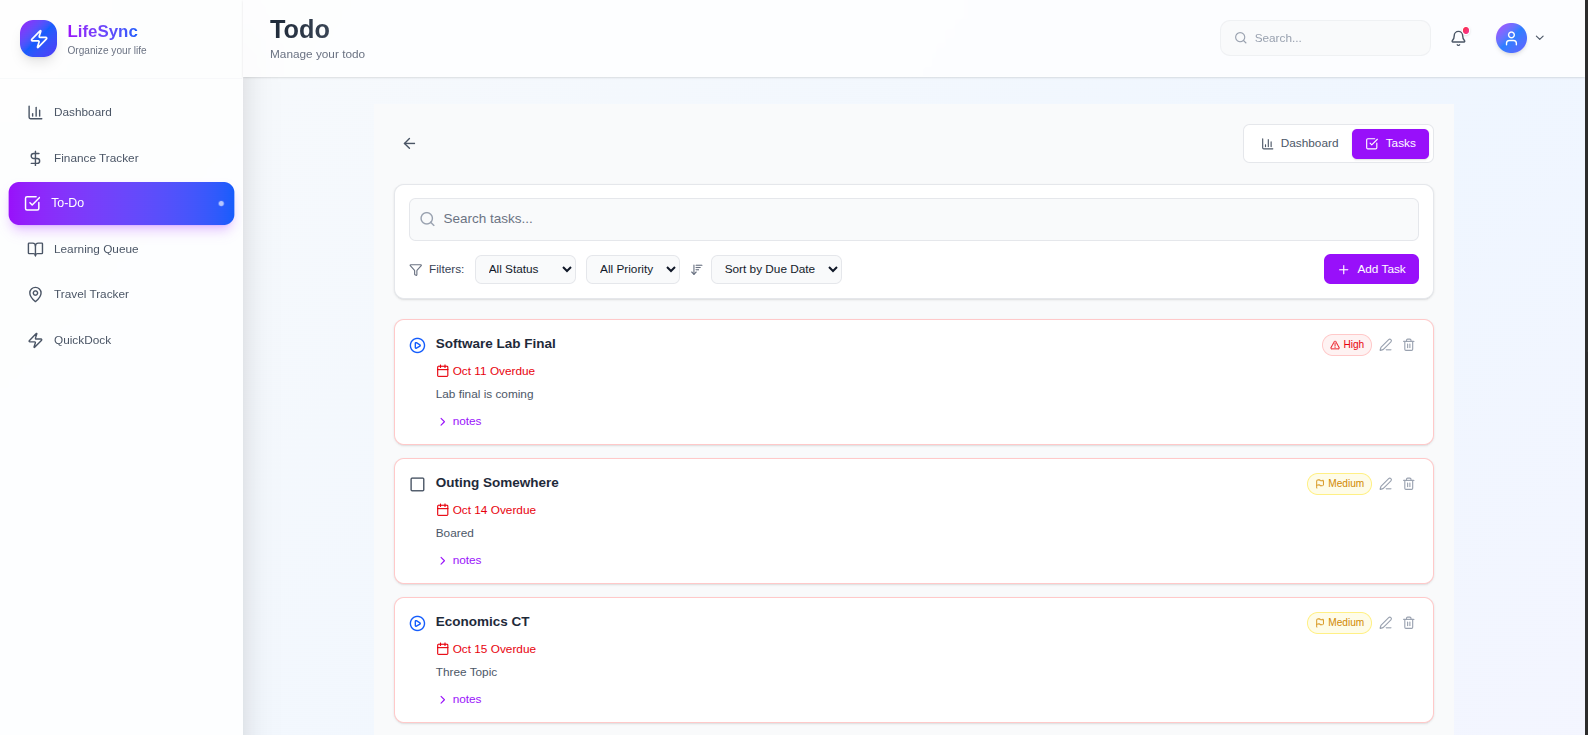 LifeSync
Organize your life
Dashboard
Finance Tracker
To-Do
Learning Queue
Travel Tracker
QuickDock
Todo
Manage your todo
Search...
Dashboard
Tasks
Search tasks...
Filters:
All Status
All Priority
Sort by Due Date
Add Task
Software Lab Final
High
Oct 11 Overdue
Lab final is coming
notes
Outing Somewhere
Medium
Oct 14 Overdue
Boared
notes
Economics CT
Medium
Oct 15 Overdue
Three Topic
notes